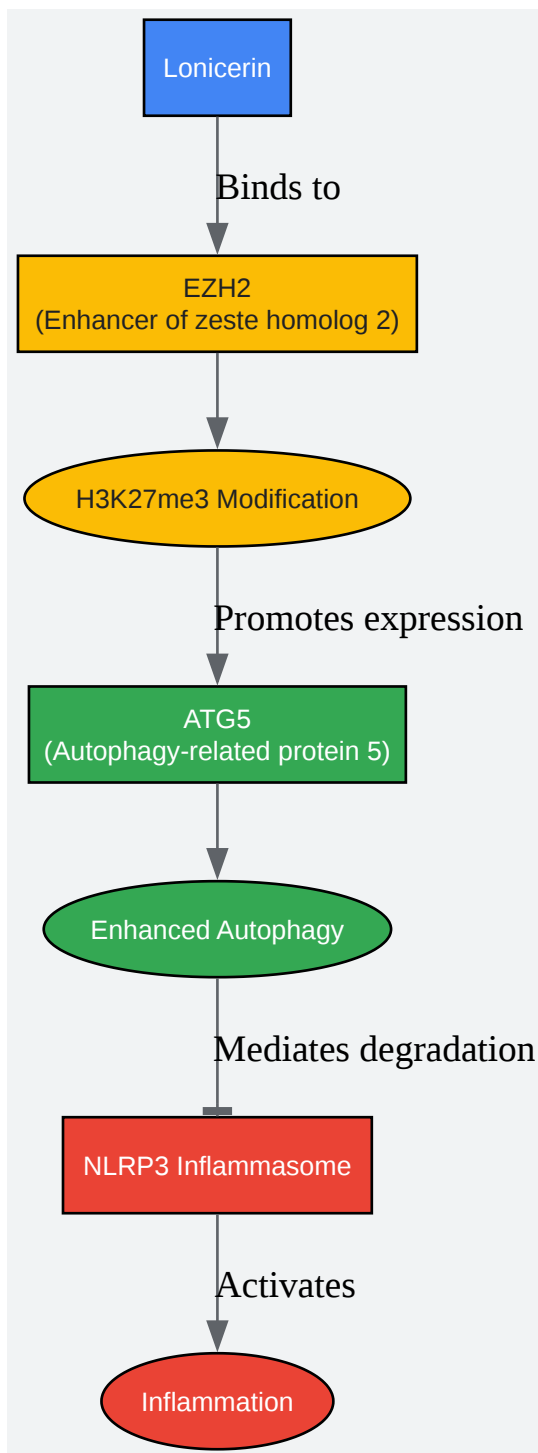 Lonicerin
Binds to
EZH2
(Enhancer of zeste homolog 2)
H3K27me3 Modification
Promotes expression
ATG5
(Autophagy-related protein 5)
Enhanced Autophagy
Mediates degradation
NLRP3 Inflammasome
Activates
Inflammation